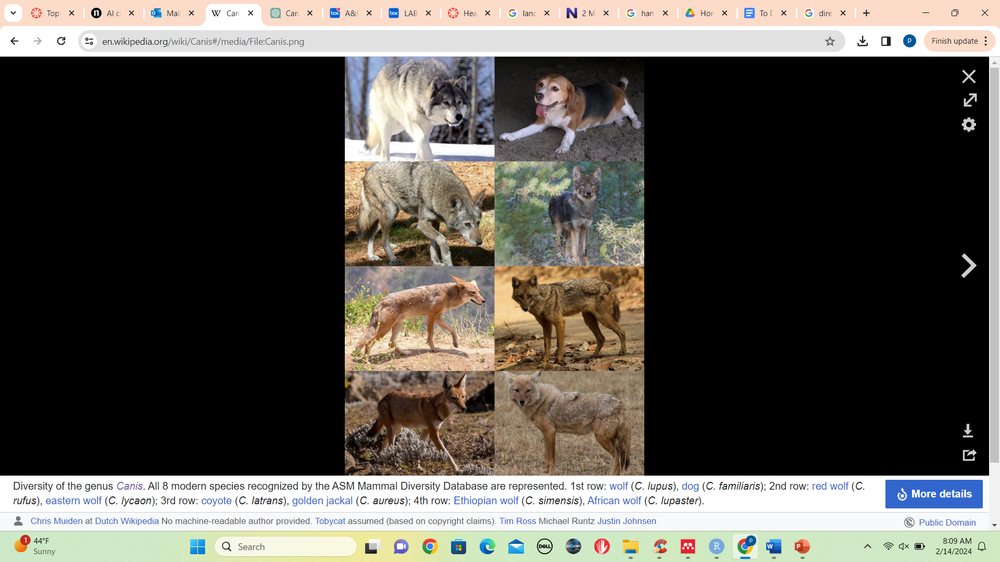 Topi
AI c
Mail
Can
Can
A&F
LAB
Hea
land
2 M
han
Hor
To D
dire
en.wikipedia.org/wiki/Canis#/media/File:Canis.png
P
Finish update
Diversity of the genus Canis. All 8 modern species recognized by the ASM Mammal Diversity Database are represented. 1st row: wolf (C. lupus), dog (C. familiaris); 2nd row: red wolf (C.
rufus), eastern wolf (C. lycaon); 3rd row: coyote (C. latrans), golden jackal (C. aureus); 4th row: Ethiopian wolf (C. simensis), African wolf (C. lupaster).
More details
Chris Muiden at Dutch Wikipedia No machine-readable author provided. Tobycat assumed (based on copyright claims). Tim Ross Michael Runtz Justin Johnsen
Public Domain
1
44°F
Sunny
Search
8:09 AM
2/14/2024